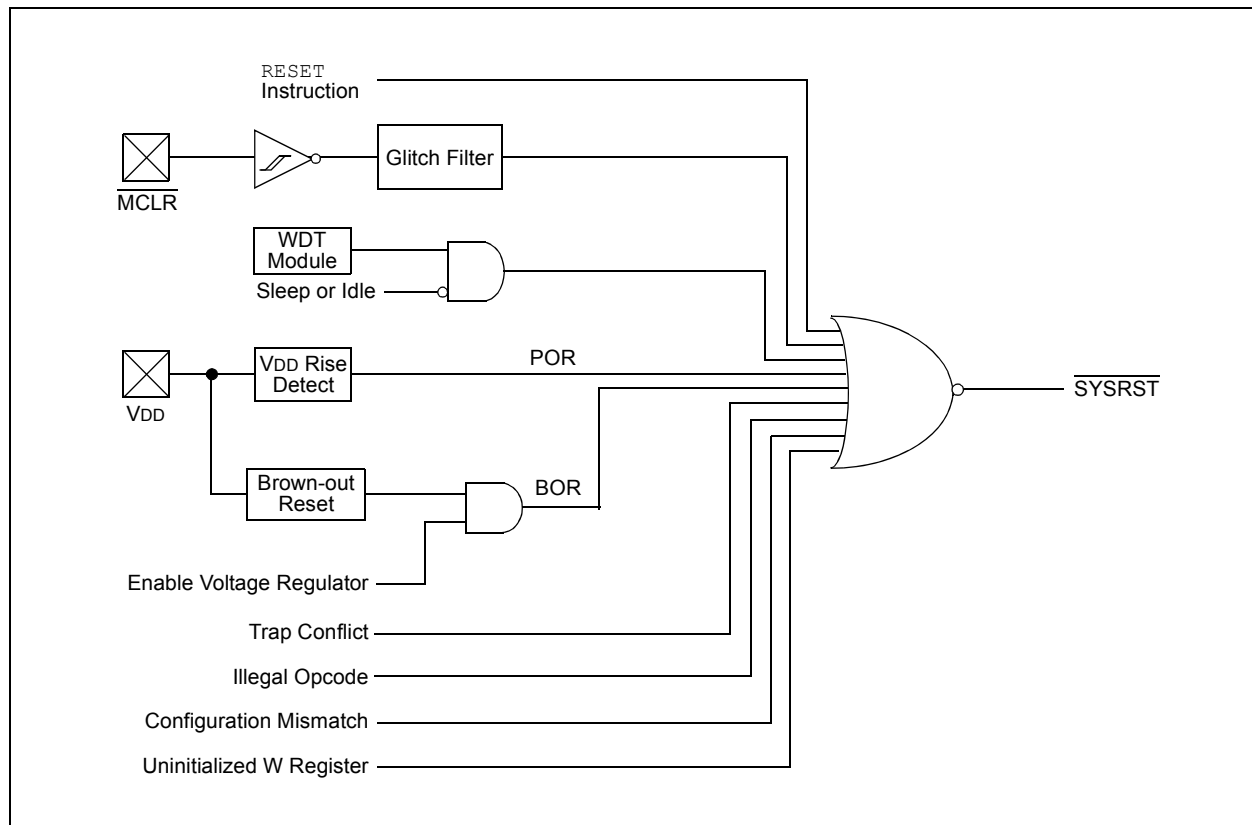 RESET
Instruction
MCLR
Glitch Filter
WDT
Module
Sleep or Idle
VDD
VDD Rise
Detect
POR
Brown-out
Reset
BOR
Enable Voltage Regulator
Trap Conflict
Illegal Opcode
Configuration Mismatch
Uninitialized W Register
SYSRST